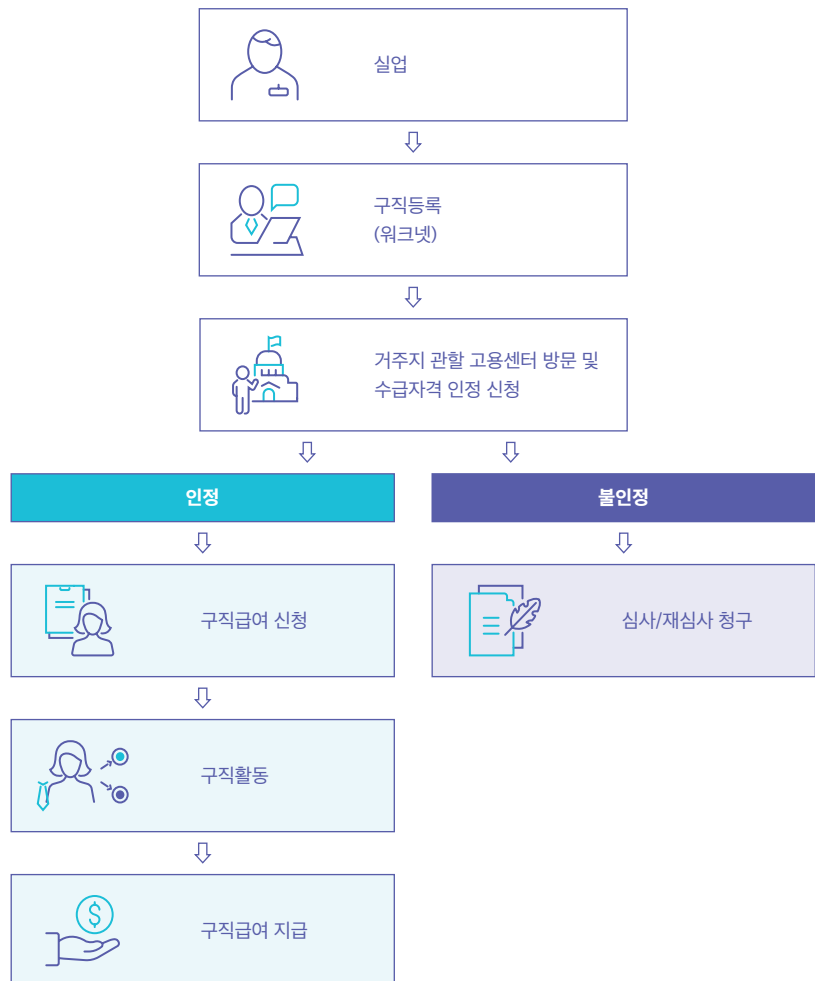 실업
구직등록
(워크넷)
거주지 관할 고용센터 방문 및
수급자격 인정 신청
인정
불인정
구직급여 신청
심사/재심사 청구
구직활동
구직급여 지급